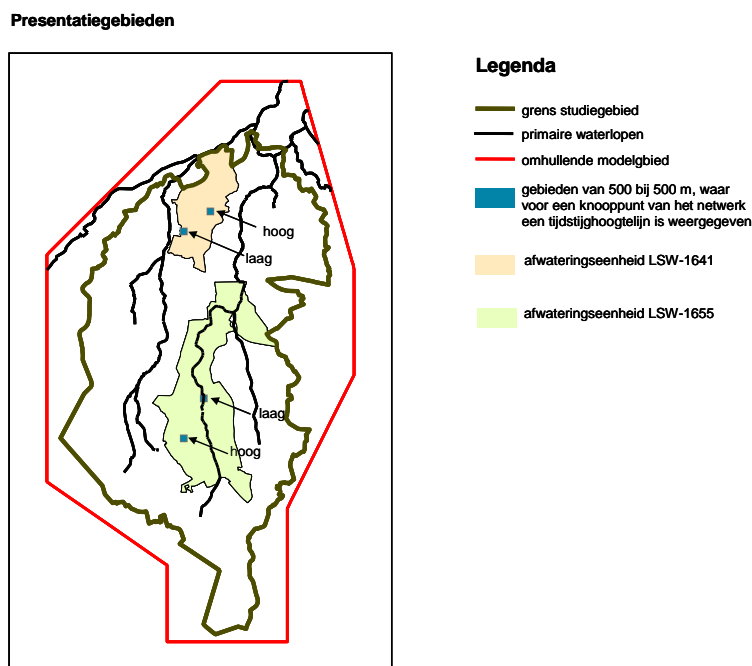 Presentatiegebieden
Legenda
grens studiegebied
primaire waterlopen
omhullende modelgbied
gebieden van 500 bij 500 m, waar
voor een knooppunt van het netwerk
een tijdstijghoogtelijn is weergegeven
afwateringseenheid LSW-1641
afwateringseenheid LSW-1655
hoog
laag
laag
hoog